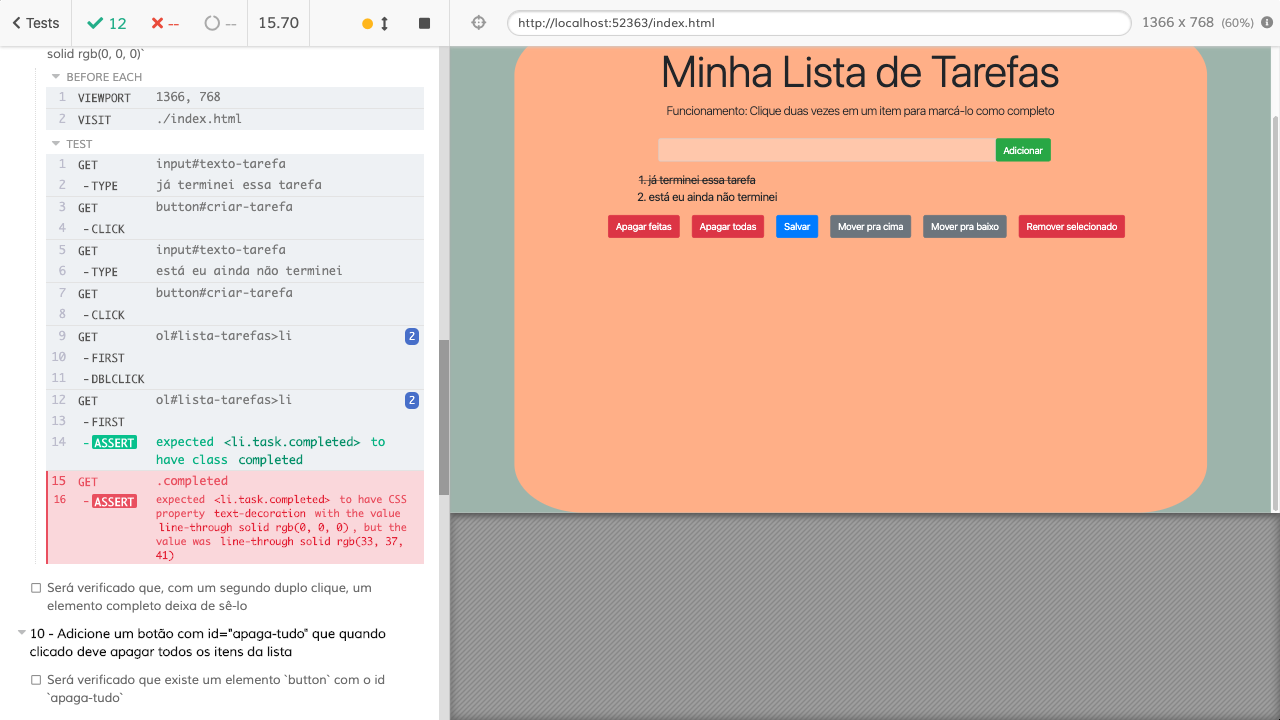 Tests
12
--
--
15.70
http://localhost:52363/index.html
1366 x 768 (60%)
solid rgb(0, 0, 0)`
BEFORE EACH
1 VIEWPORT 1366, 768
2 VISIT ./index.html
TEST
1 GET input#texto-tarefa
2 -TYPE já terminei essa tarefa
3 GET button#criar-tarefa
4 -CLICK
5 GET input#texto-tarefa
6 -TYPE está eu ainda não terminei
7 GET button#criar-tarefa
8 -CLICK
9 GET ol#lista-tarefas>li 2
10 -FIRST
11 -DBLCLICK
12 GET ol#lista-tarefas>li 2
13 -FIRST
14 -ASSERT expected <li.task.completed> to
have class completed
15 GET .completed
16 -ASSERT expected <li.task.completed> to have CSS
property text-decoration with the value
line-through solid rgb(0, 0, 0), but the
value was line-through solid rgb(33, 37,
41)
Será verificado que, com um segundo duplo clique, um
elemento completo deixa de sê-lo
10 - Adicione um botão com id="apaga-tudo" que quando
clicado deve apagar todos os itens da lista
Será verificado que existe um elemento `button` com o id
`apaga-tudo`
Minha Lista de Tarefas
Funcionamento: Clique duas vezes em um item para marcá-lo como completo
Adicionar
1. já terminei essa tarefa
2. está eu ainda não terminei
Apagar feitas
Apagar todas
Salvar
Mover pra cima
Mover pra baixo
Remover selecionado